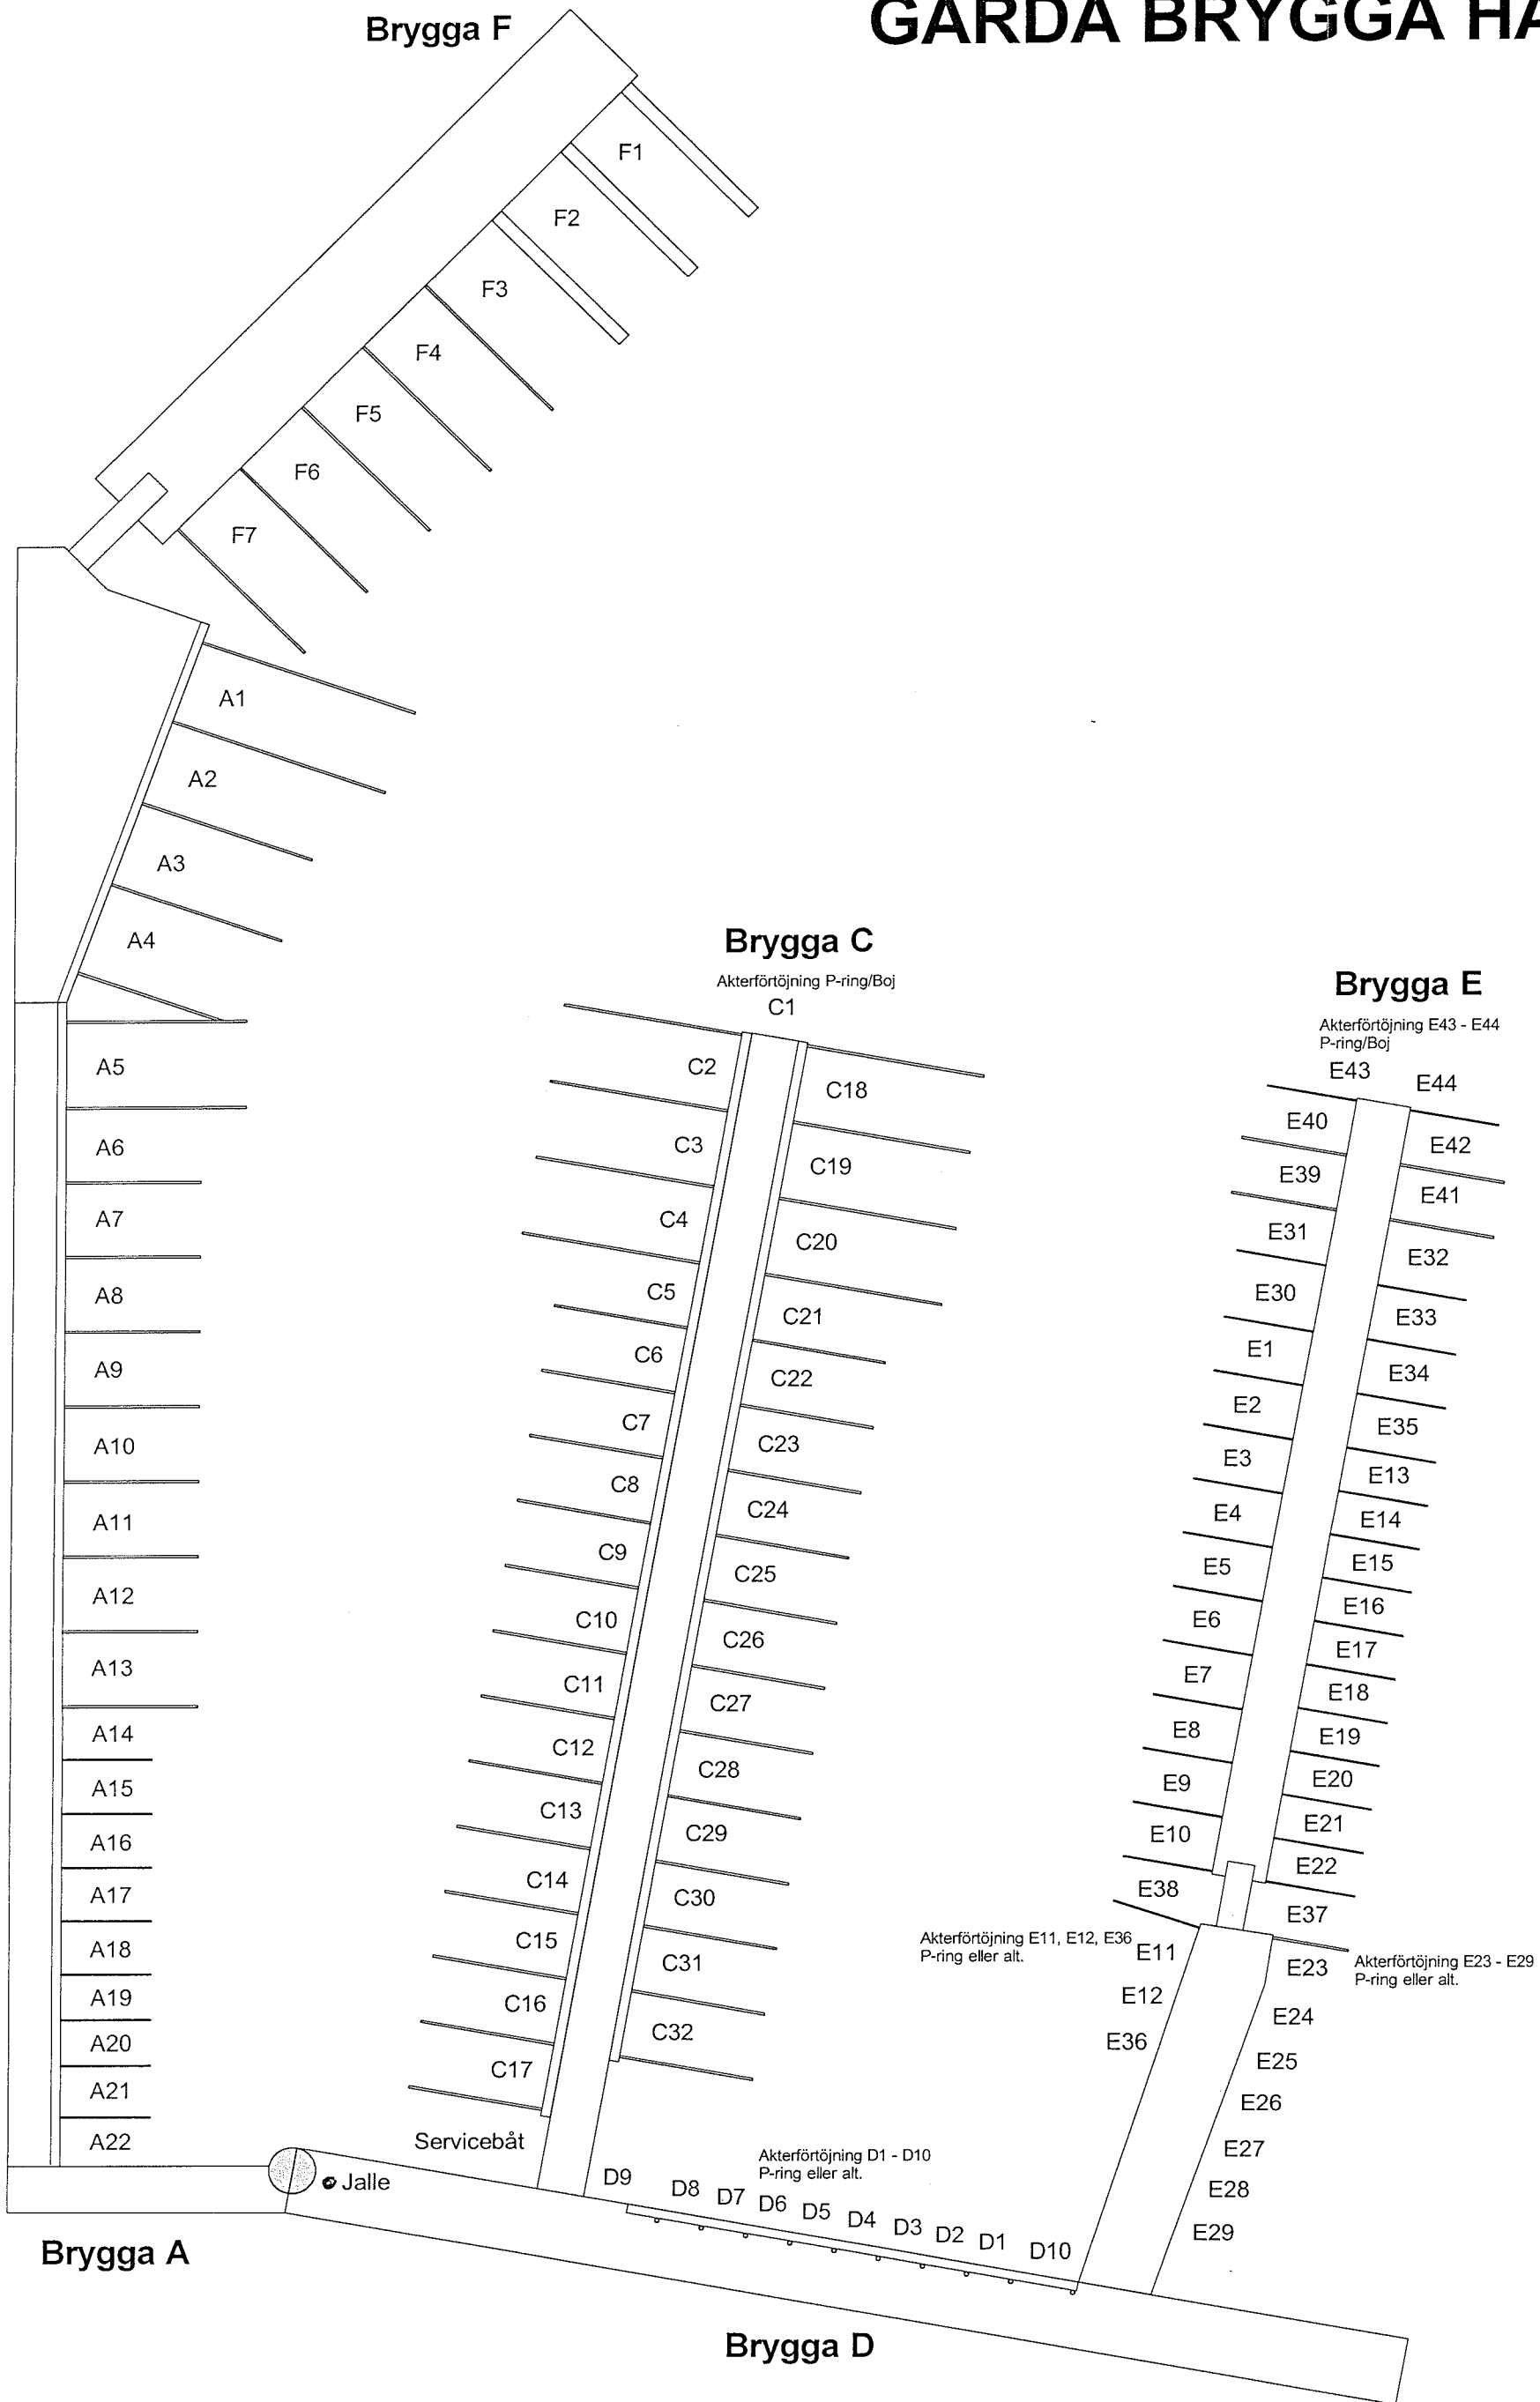 GÅRDA BRYGGA HA
Brygga F
F1
F2
F3
F4
F5
F6
F7
A1
A2
A3
A4
A5
A6
A7
A8
A9
A10
A11
A12
A13
A14
A15
A16
A17
A18
A19
A20
A21
A22
Brygga A
Jalle
Servicebåt
Brygga C
Akterförtöjning P-ring/Boj
C1
C2
C3
C4
C5
C6
C7
C8
C9
C10
C11
C12
C13
C14
C15
C16
C17
C18
C19
C20
C21
C22
C23
C24
C25
C26
C27
C28
C29
C30
C31
C32
Brygga E
Akterförtöjning E43 - E44
P-ring/Boj
E43
E44
E40
E39
E31
E30
E1
E2
E3
E4
E5
E6
E7
E8
E9
E10
E38
Akterförtöjning E11, E12, E36
P-ring eller alt.
E11
E12
E36
E42
E41
E32
E33
E34
E35
E13
E14
E15
E16
E17
E18
E19
E20
E21
E22
E37
E23
Akterförtöjning E23 - E29
P-ring eller alt.
E24
E25
E26
E27
E28
E29
Akterförtöjning D1 - D10
P-ring eller alt.
D9
D8
D7
D6
D5
D4
D3
D2
D1
D10
Brygga D